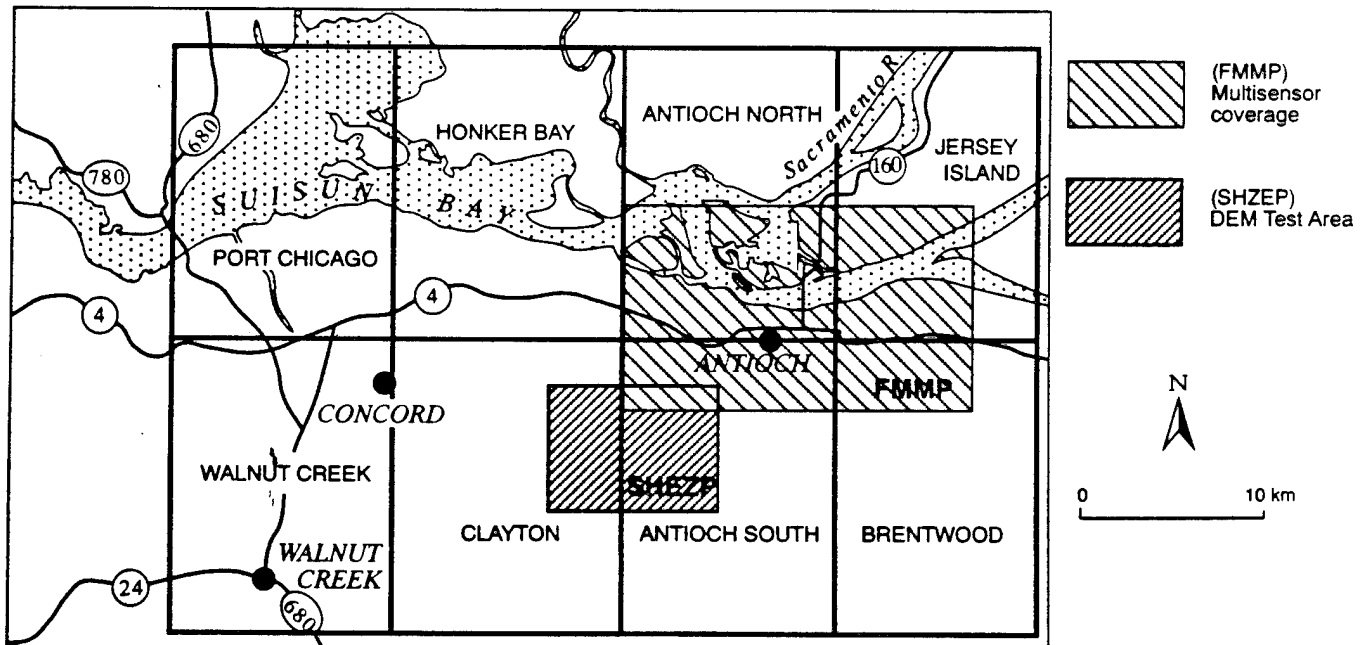 (FMMP)
Multisensor
coverage
(SHZEP)
DEM Test Area
N
0 10 km
680
780
SUISUN BAY
HONKER BAY
ANTIOCH NORTH
Sacramento R.
160
JERSEY
ISLAND
PORT CHICAGO
4
4
ANTIOCH
FMMP
CONCORD
WALNUT CREEK
SHEZP
CLAYTON
ANTIOCH SOUTH
BRENTWOOD
WALNUT
CREEK
24
680